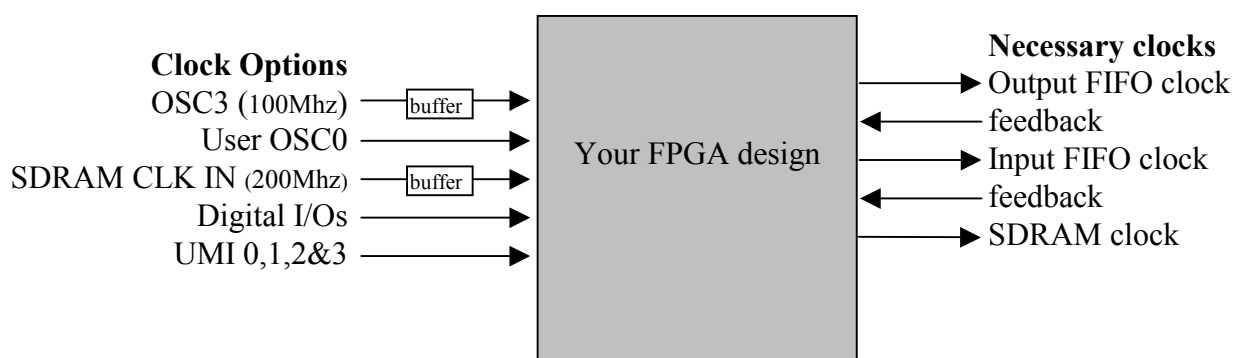 Clock Options
OSC3 (100Mhz)
buffer
User OSC0
SDRAM CLK IN (200Mhz)
buffer
Digital I/Os
UMI 0,1,2&3
Your FPGA design
Necessary clocks
Output FIFO clock
feedback
Input FIFO clock
feedback
SDRAM clock